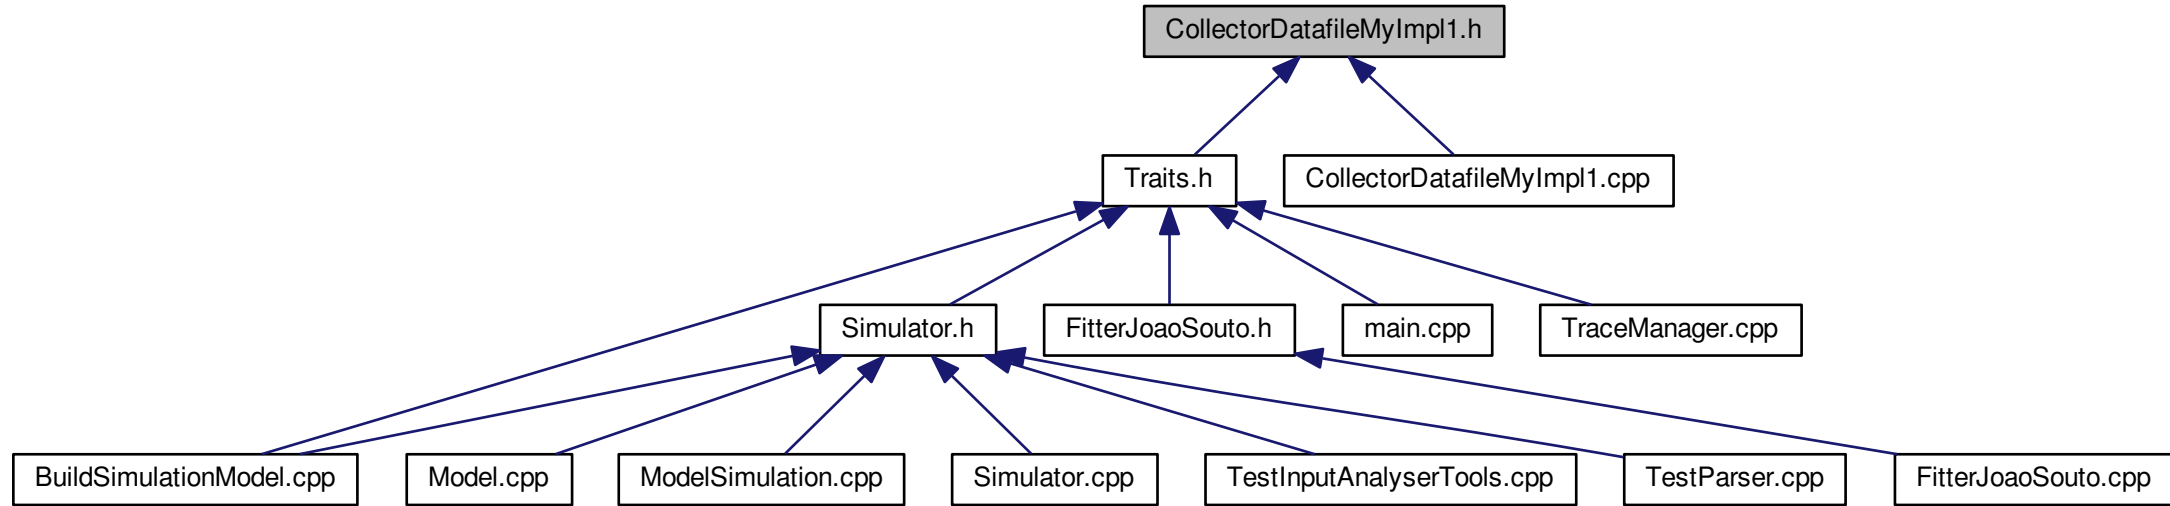 CollectorDatafileMyImpl1.h
Traits.h
CollectorDatafileMyImpl1.cpp
Simulator.h
FitterJoaoSouto.h
main.cpp
TraceManager.cpp
BuildSimulationModel.cpp
Model.cpp
ModelSimulation.cpp
Simulator.cpp
TestInputAnalyserTools.cpp
TestParser.cpp
FitterJoaoSouto.cpp